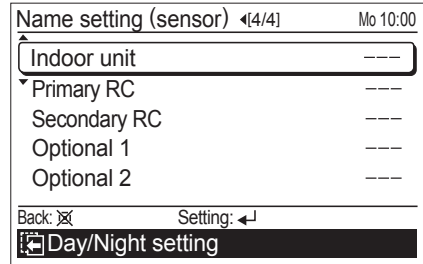 Name setting (sensor) ◀[4/4] Mo 10:00
Indoor unit ---
Primary RC ---
Secondary RC ---
Optional 1 ---
Optional 2 ---
Back: Setting:
Day/Night setting